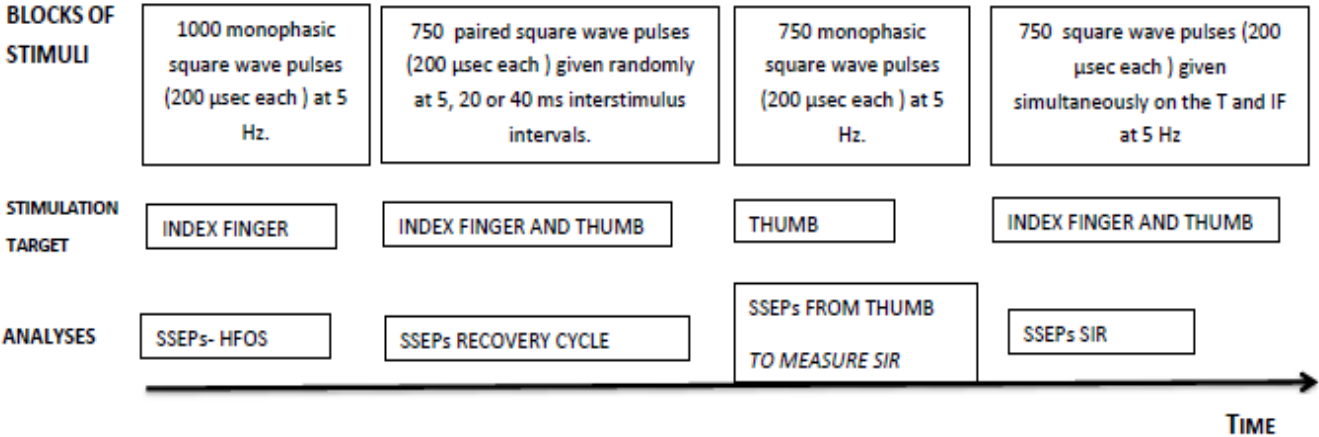 BLOCKS OF
STIMULI
1000 monophasic
square wave pulses
(200 µsec each ) at 5
Hz.
750  paired square wave pulses
(200 µsec each ) given randomly
at 5, 20 or 40 ms interstimulus
intervals.
750 monophasic
square wave pulses
(200 µsec each ) at 5
Hz.
750  square wave pulses (200
µsec each ) given
simultaneously on the T and IF
at 5 Hz
STIMULATION
TARGET
INDEX FINGER
INDEX FINGER AND THUMB
THUMB
INDEX FINGER AND THUMB
ANALYSES
SSEPs- HFOS
SSEPs RECOVERY CYCLE
SSEPs FROM THUMB
TO MEASURE SIR
SSEPs SIR
TIME